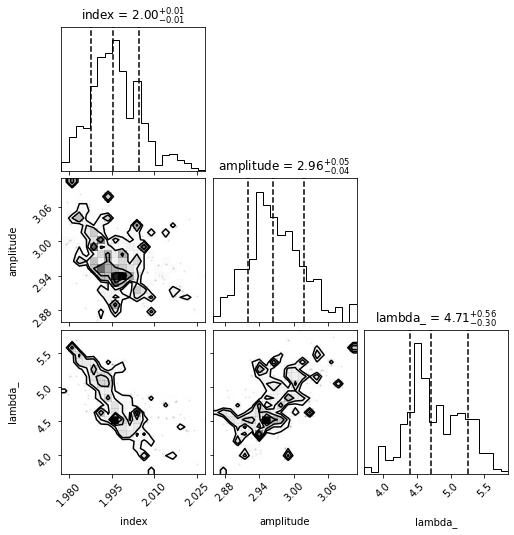 index = 2.00+0.01−0.01
amplitude = 2.96+0.05−0.04
amplitude
3.06
3.00
2.94
2.88
lambda_ = 4.71+0.56−0.30
lambda_
5.5
5.0
4.5
4.0
1.980 1.995 2.010 2.025
2.88 2.94 3.00 3.06
4.0 4.5 5.0 5.5
index amplitude lambda_